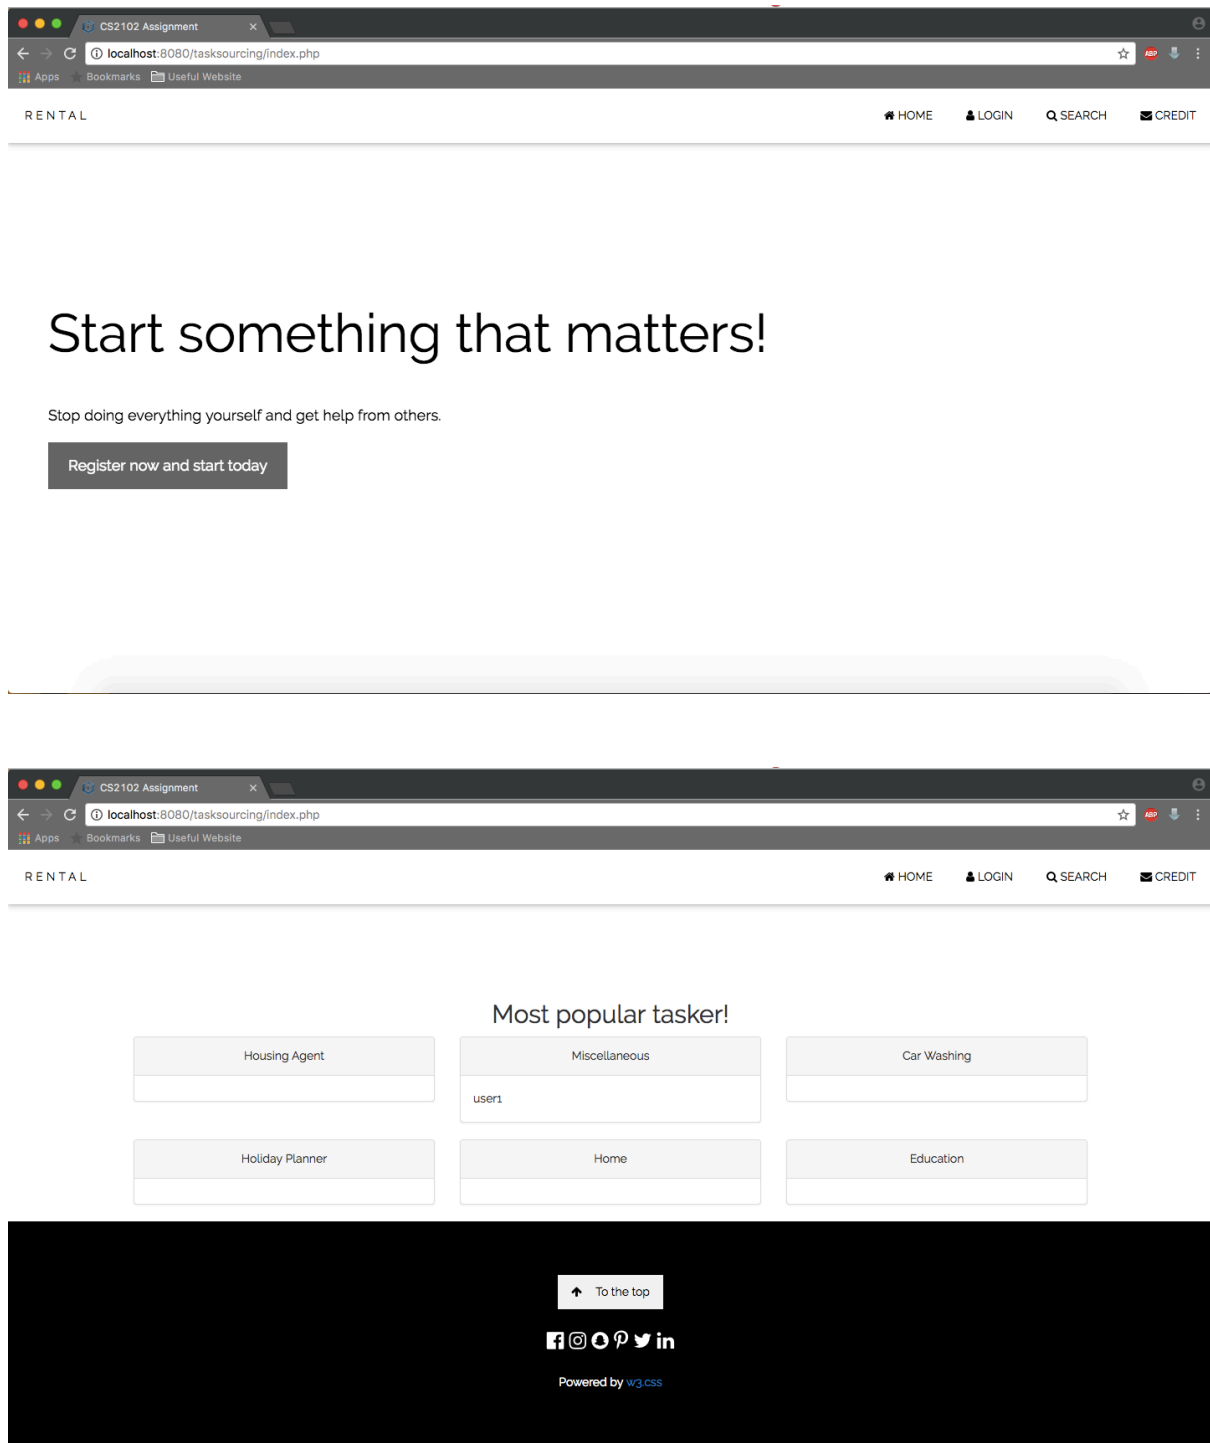 CS2102 Assignment
localhost:8080/tasksourcing/index.php
ABP
Apps Bookmarks Useful Website
RENTAL HOME LOGIN SEARCH CREDIT
Start something that matters!
Stop doing everything yourself and get help from others.
Register now and start today
CS2102 Assignment
localhost:8080/tasksourcing/index.php
ABP
Apps Bookmarks Useful Website
RENTAL HOME LOGIN SEARCH CREDIT
Most popular tasker!
Housing Agent Miscellaneous Car Washing
user1
Holiday Planner Home Education
To the top
Powered by w3.css